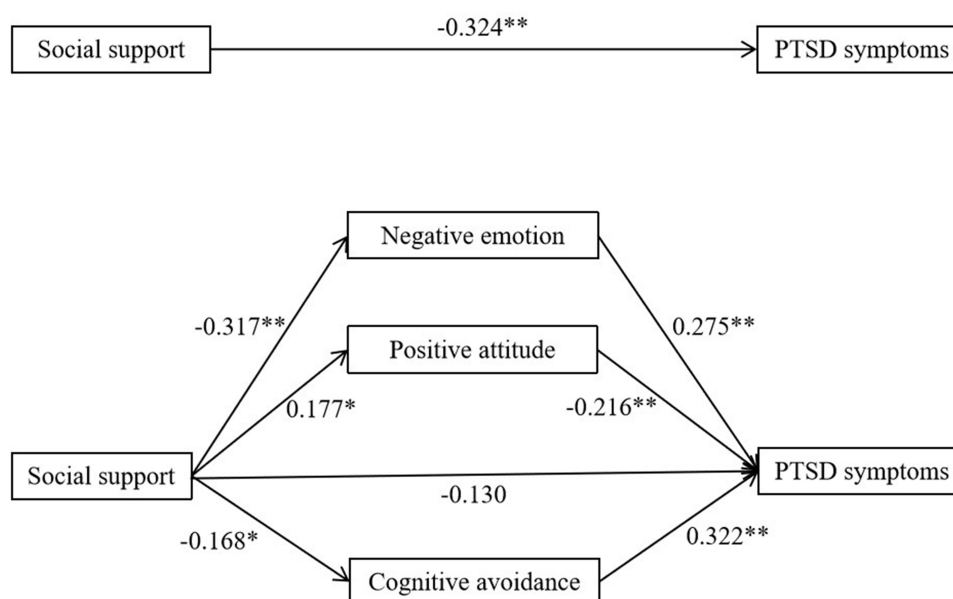 -0.324**
Social support
PTSD symptoms
Negative emotion
-0.317**
0.275**
Positive attitude
0.177*
-0.216**
Social support
PTSD symptoms
-0.130
-0.168*
0.322**
Cognitive avoidance